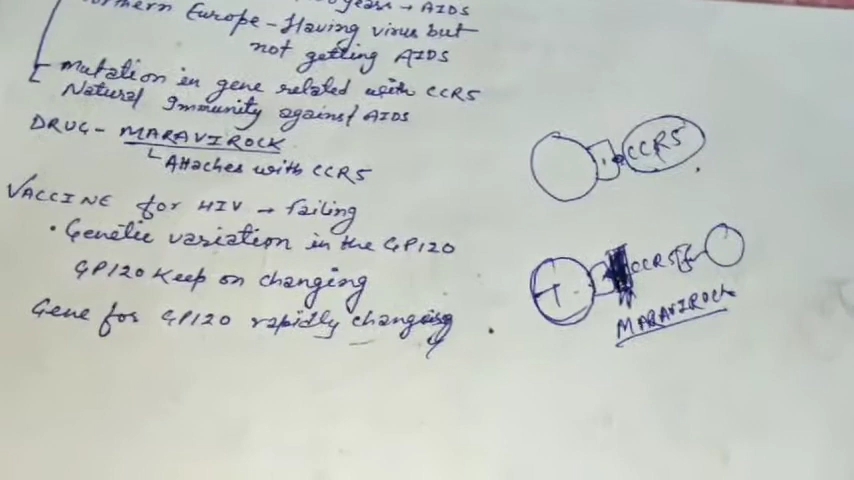 years → AIDS
Northern Europe - Having virus but
not getting AIDS
Mutation in gene related with CCR5
Natural Immunity against AIDS
DRUG - MARAVIROCK
Attaches with CCR5
VACCINE for HIV → failing
• Genetic variation in the GP120
GP120 Keep on changing
Gene for GP120 rapidly changing
CCR5
T
CCR5
MARAVIROCK